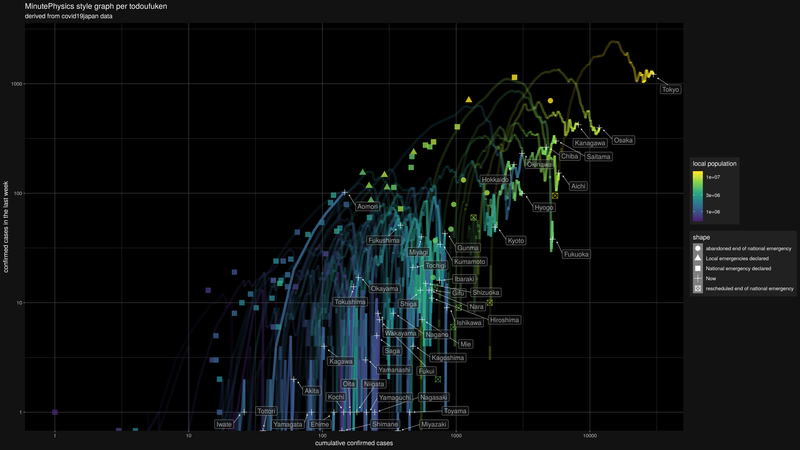 MinutePhysics style graph per todoufuken
derived from covid19japan data
1000
100
10
1
confirmed cases in the last week
Tokyo
Osaka
Kanagawa
Saitama
Chiba
Okinawa
Aichi
Hokkaido
Hyogo
Aomori
Fukushima
Gunma
Kyoto
Miyagi
Kumamoto
Fukuoka
Tochigi
Ibaraki
Okayama
Gifu
Shizuoka
Tokushima
Shiga
Nara
Hiroshima
Ishikawa
Wakayama
Nagano
Mie
Saga
Kagoshima
Kagawa
Yamanashi
Fukui
Akita
Oita
Niigata
Kochi
Yamaguchi
Nagasaki
Tottori
Toyama
Iwate
Yamagata
Ehime
Shimane
Miyazaki
1
10
100
1000
10000
cumulative confirmed cases
local population
1e+07
3e+06
1e+06
shape
abandoned end of national emergency
Local emergencies declared
National emergency declared
Now
rescheduled end of national emergency